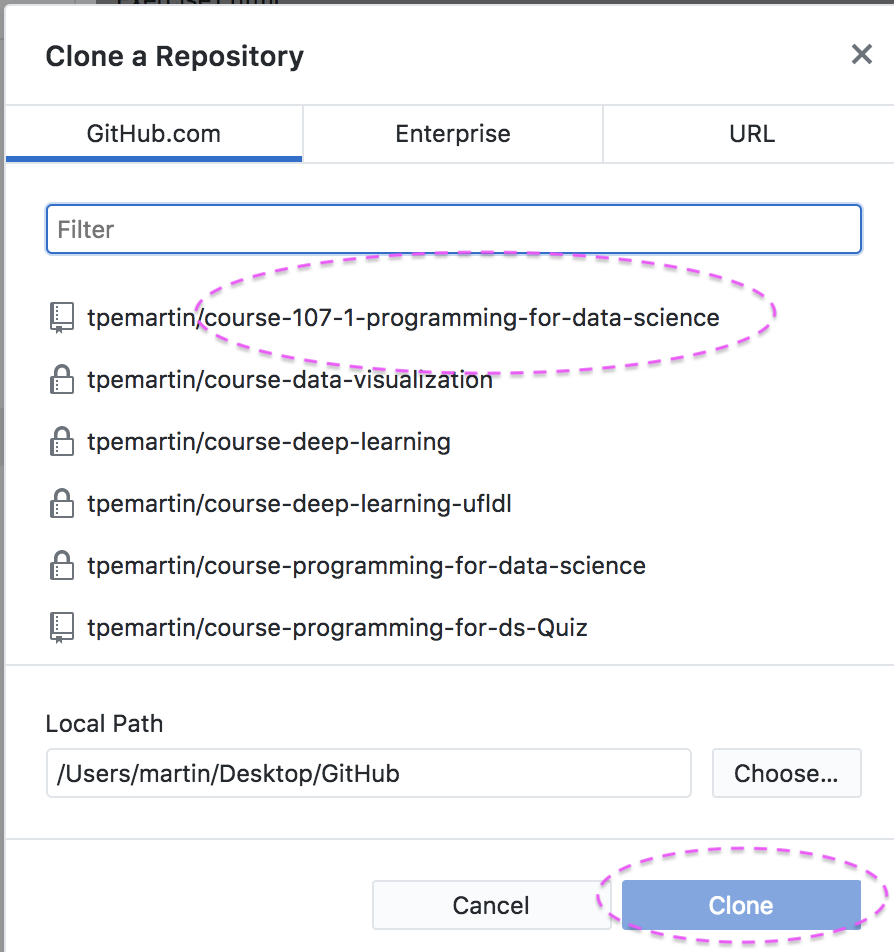 Clone a Repository
GitHub.com
Enterprise
URL
Filter
tpemartin/course-107-1-programming-for-data-science
tpemartin/course-data-visualization
tpemartin/course-deep-learning
tpemartin/course-deep-learning-ufldl
tpemartin/course-programming-for-data-science
tpemartin/course-programming-for-ds-Quiz
Local Path
/Users/martin/Desktop/GitHub
Choose...
Cancel
Clone